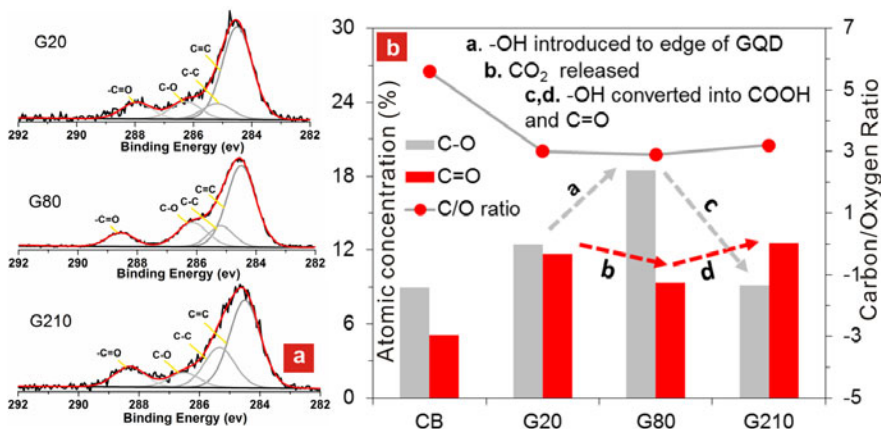 G20
C=C
C-C
C-O
-C=O
292 290 288 286 284 282
Binding Energy (ev)
G80
C=C
C-C
C-O
-C=O
292 290 288 286 284 282
Binding Energy (ev)
G210
C=C
C-C
C-O
-C=O
292 290 288 286 284 282
Binding Energy (ev)
a
b
a. -OH introduced to edge of GQD
b. CO₂ released
c,d. -OH converted into COOH
and C=O
C-O
C=O
C/O ratio
a
b
c
d
Atomic concentration (%)
30
24
18
12
6
0
CB G20 G80 G210
7
5
3
1
-1
-3
-5
Carbon/Oxygen Ratio